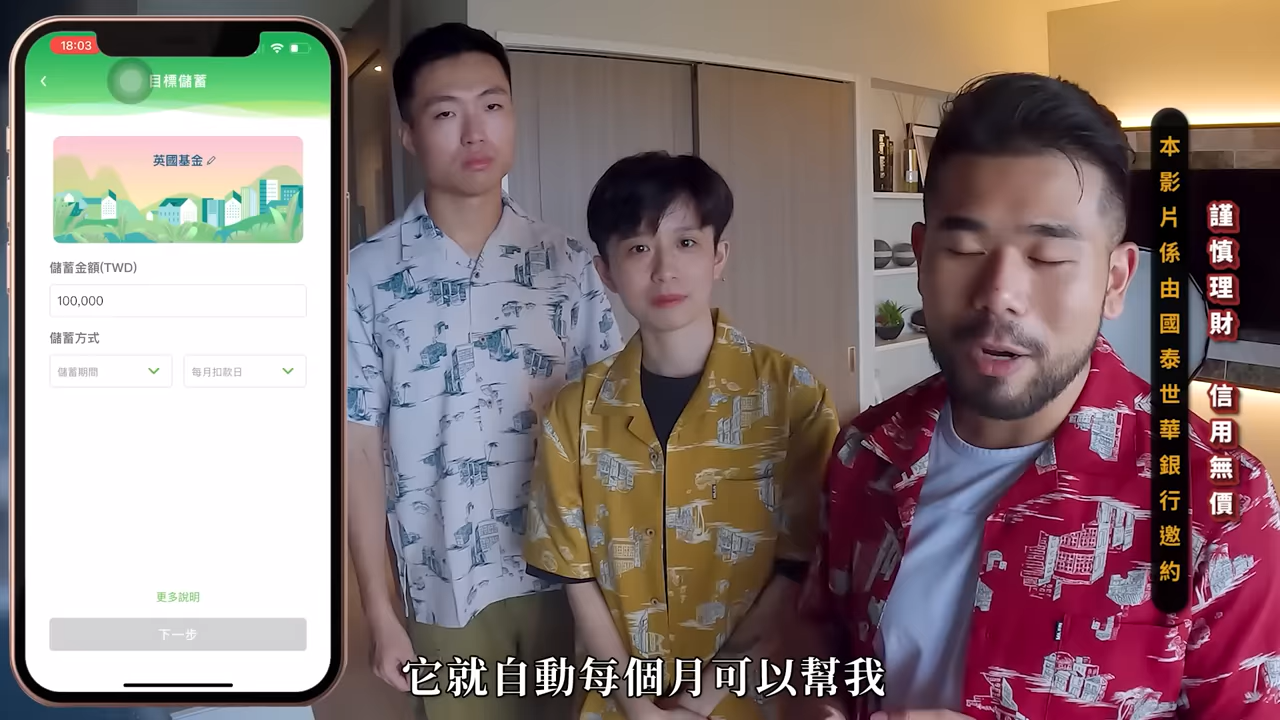 18:03
目標儲蓄
英國基金
儲蓄金額(TWD)
100,000
儲蓄方式
儲蓄期間
每月扣款日
更多說明
下一步
本影片係由國泰世華銀行邀約
謹慎理財 信用無價
它就自動每個月可以幫我